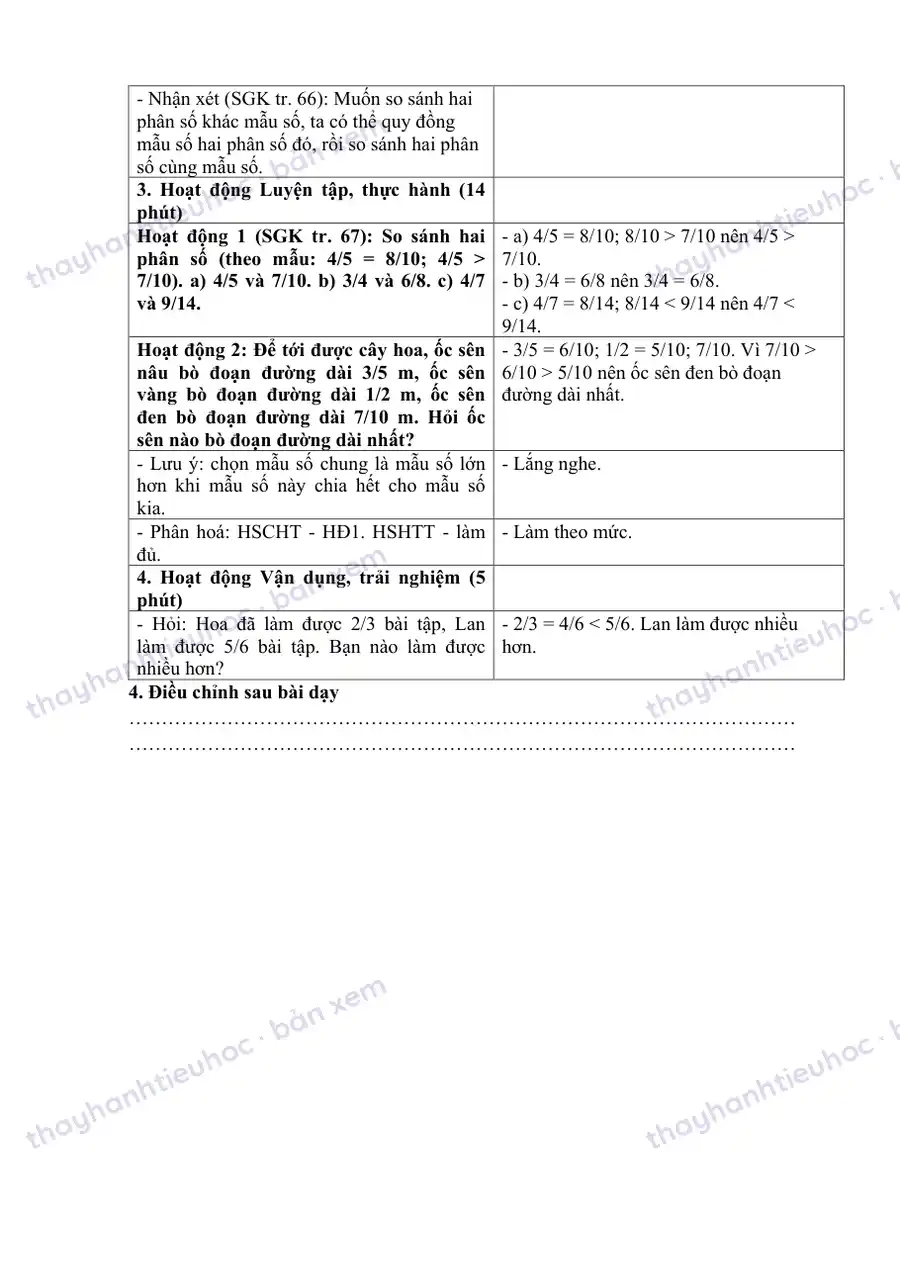 - Nhận xét (SGK tr. 66): Muốn so sánh hai
phân số khác mẫu số, ta có thể quy đồng
mẫu số hai phân số đó, rồi so sánh hai phân
số cùng mẫu số.
3. Hoạt động Luyện tập, thực hành (14
phút)
Hoạt động 1 (SGK tr. 67): So sánh hai
phân số (theo mẫu: 4/5 = 8/10; 4/5 >
7/10). a) 4/5 và 7/10. b) 3/4 và 6/8. c) 4/7
và 9/14.
- a) 4/5 = 8/10; 8/10 > 7/10 nên 4/5 >
7/10.
- b) 3/4 = 6/8 nên 3/4 = 6/8.
- c) 4/7 = 8/14; 8/14 < 9/14 nên 4/7 <
9/14.
Hoạt động 2: Để tới được cây hoa, ốc sên
nâu bò đoạn đường dài 3/5 m, ốc sên
vàng bò đoạn đường dài 1/2 m, ốc sên
đen bò đoạn đường dài 7/10 m. Hỏi ốc
sên nào bò đoạn đường dài nhất?
- 3/5 = 6/10; 1/2 = 5/10; 7/10. Vì 7/10 >
6/10 > 5/10 nên ốc sên đen bò đoạn
đường dài nhất.
- Lưu ý: chọn mẫu số chung là mẫu số lớn
hơn khi mẫu số này chia hết cho mẫu số
kia.
- Lắng nghe.
- Phân hoá: HSCHT - HĐ1. HSHTT - làm
đủ.
- Làm theo mức.
4. Hoạt động Vận dụng, trải nghiệm (5
phút)
- Hỏi: Hoa đã làm được 2/3 bài tập, Lan
làm được 5/6 bài tập. Bạn nào làm được
nhiều hơn?
- 2/3 = 4/6 < 5/6. Lan làm được nhiều
hơn.
4. Điều chỉnh sau bài dạy
…………………………………………………………………………………………
…………………………………………………………………………………………
thayhanhtieuhoc · bản xem
thayhanhtieuhoc · b
thayhanhtieuhoc · bản xem
thayhanhtieuhoc · b
thayhanhtieuhoc · bản xem
thayhanhtieuhoc · b